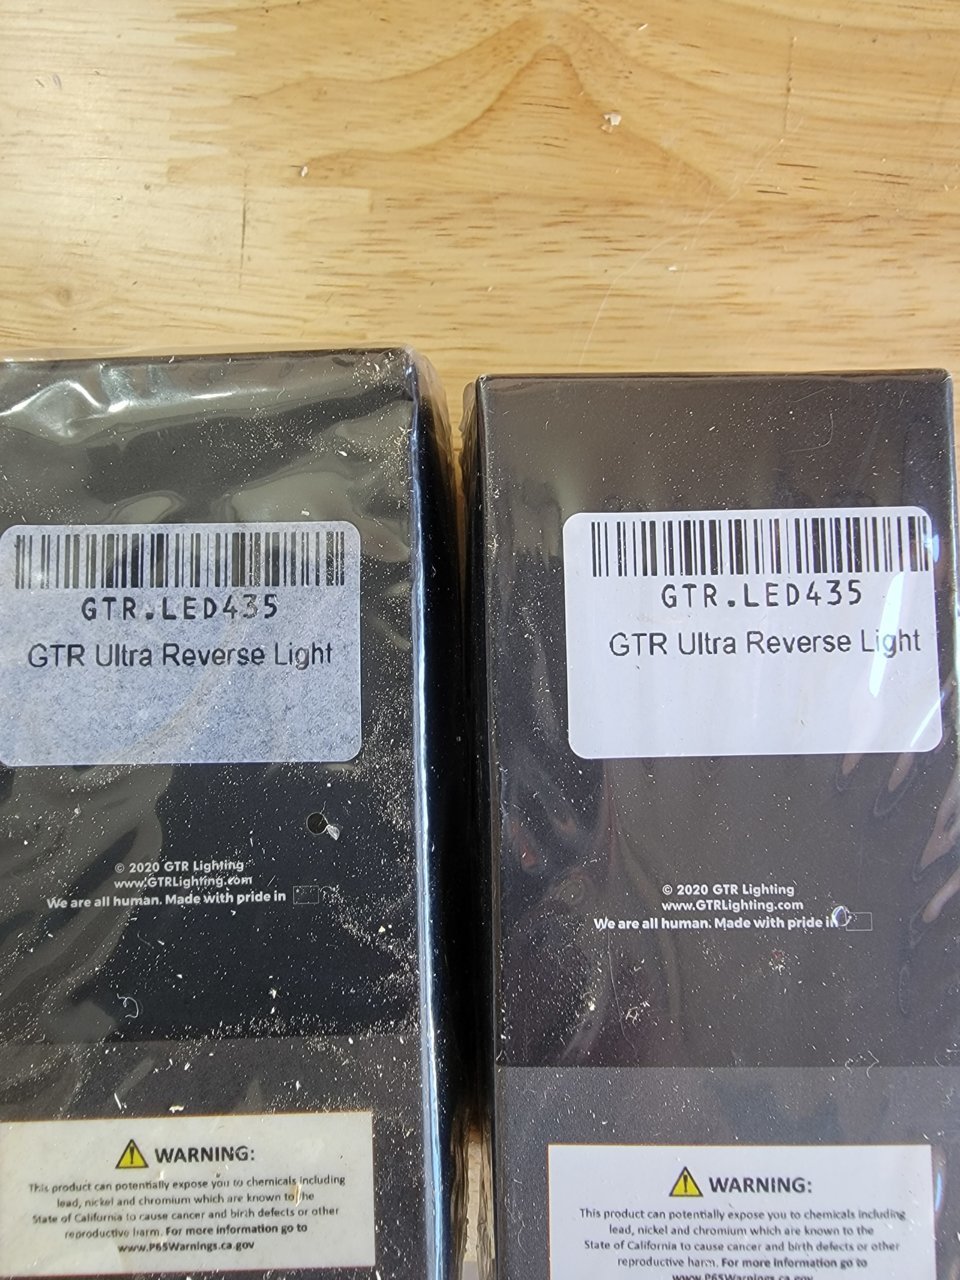 GTR.LED435
GTR Ultra Reverse Light
© 2020 GTR Lighting
www.GTRLighting.com
We are all human. Made with pride in
WARNING:
This product can potentially expose you to chemicals including
lead, nickel and chromium which are known to the
State of California to cause cancer and birth defects or other
reproductive harm. For more information go to
www.P65Warnings.ca.gov
GTR.LED435
GTR Ultra Reverse Light
© 2020 GTR Lighting
www.GTRLighting.com
We are all human. Made with pride in
WARNING:
This product can potentially expose you to chemicals including
lead, nickel and chromium which are known to the
State of California to cause cancer and birth defects or other
reproductive harm. For more information go to
www.P65Warnings.ca.gov